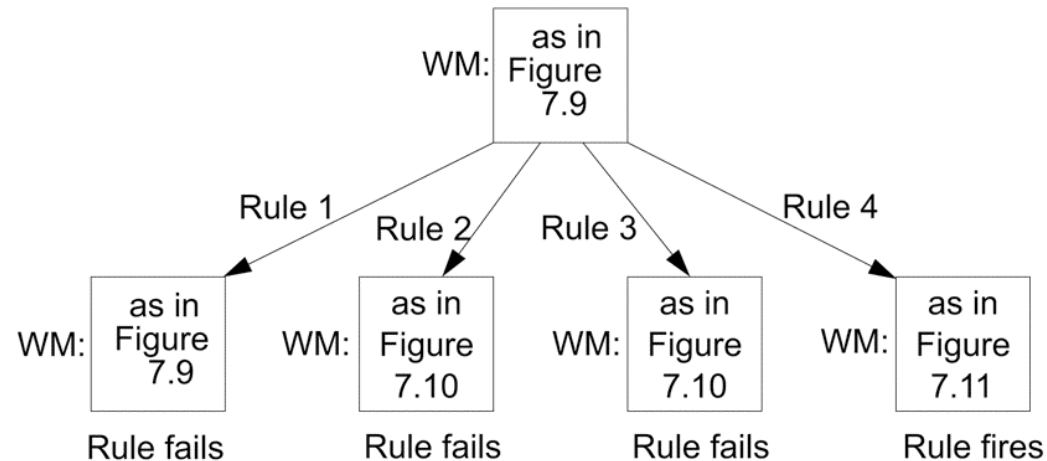 WM:
as in
Figure
7.9
Rule 1
Rule 2
Rule 3
Rule 4
WM:
as in
Figure
7.9
WM:
as in
Figure
7.10
WM:
as in
Figure
7.10
WM:
as in
Figure
7.11
Rule fails
Rule fails
Rule fails
Rule fires